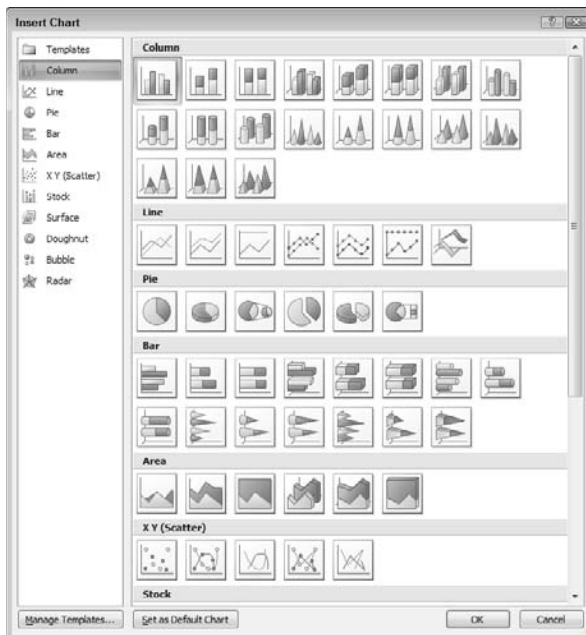 Insert Chart
Templates
Column
Line
Pie
Bar
Area
X Y (Scatter)
Stock
Surface
Doughnut
Bubble
Radar
Column
Line
Pie
Bar
Area
X Y (Scatter)
Stock
Manage Templates...
Set as Default Chart
OK
Cancel